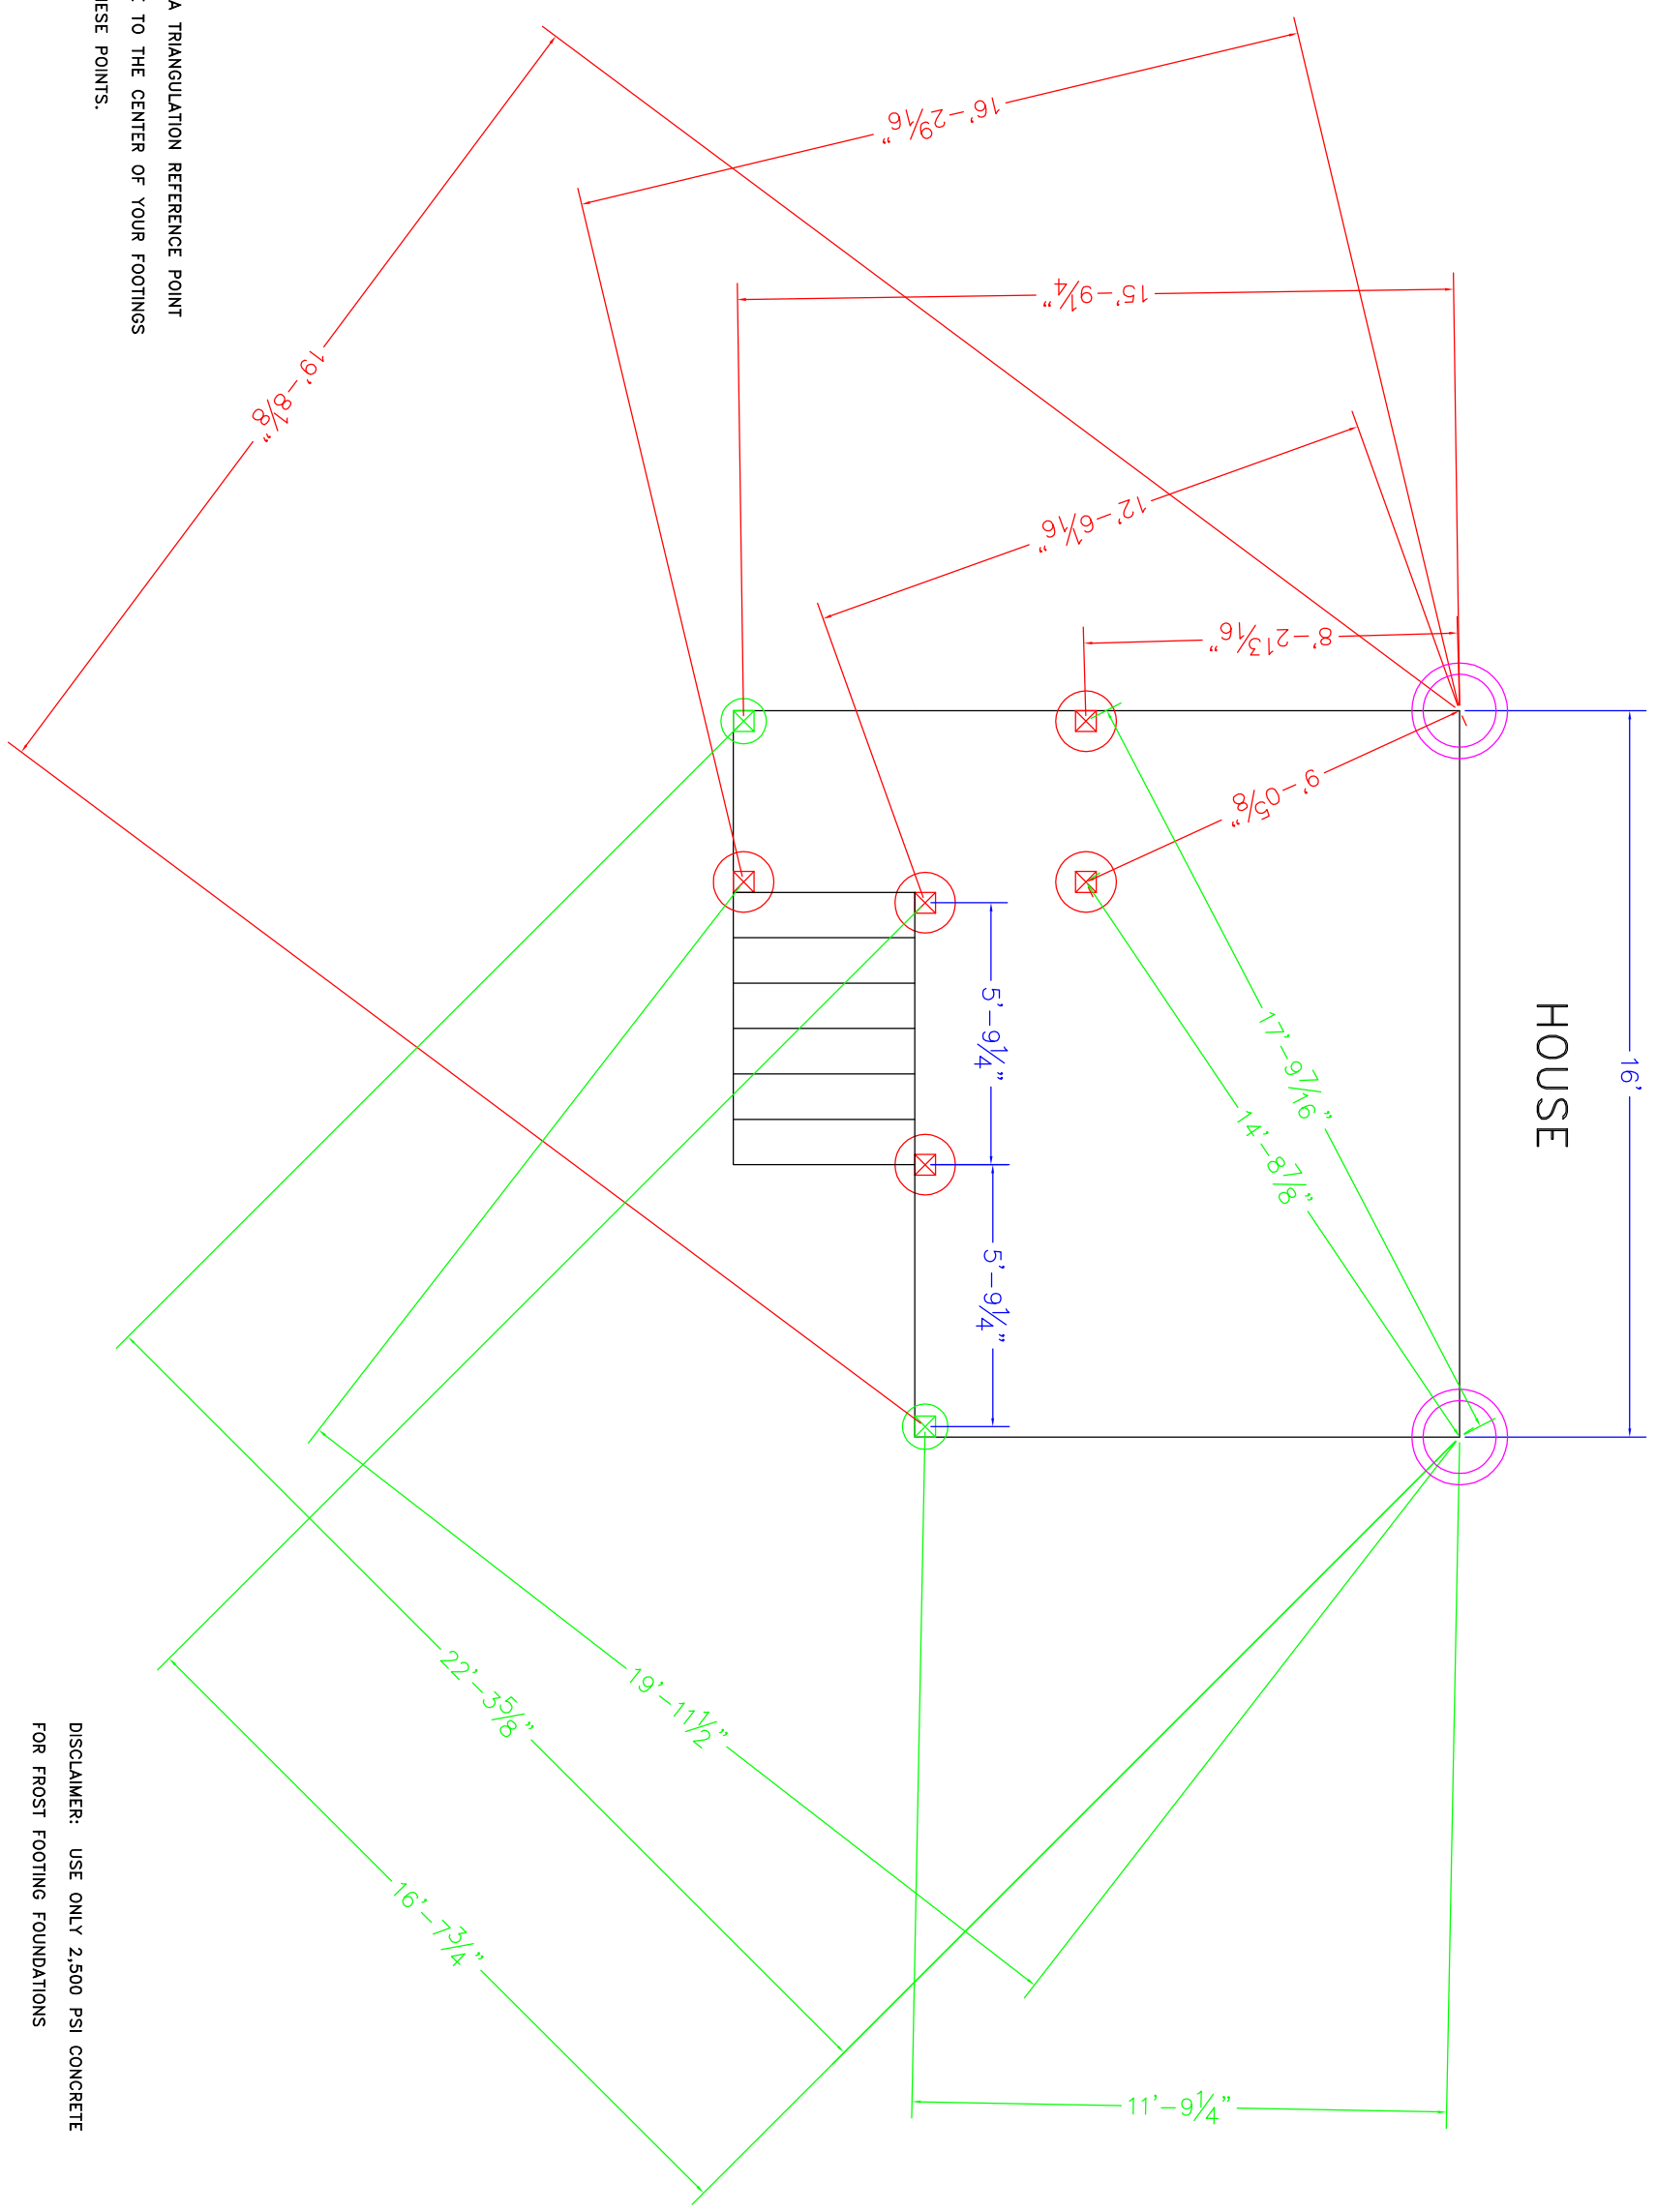 16'
HOUSE
16'-2 9/16"
15'-9 1/4"
12'-6 1/16"
8'-2 13/16"
9'-0 5/8"
19'-8 1/8"
17'-9 7/16"
14'-8 7/8"
5'-9 1/4"
5'-9 1/4"
22'-3 5/8"
19'-11 1/2"
16'-7 3/4"
11'-9 1/4"
A TRIANGULATION REFERENCE POINT
TO THE CENTER OF YOUR FOOTINGS
POINTS.
DISCLAIMER: USE ONLY 2,500 PSI CONCRETE
FOR FROST FOOTING FOUNDATIONS